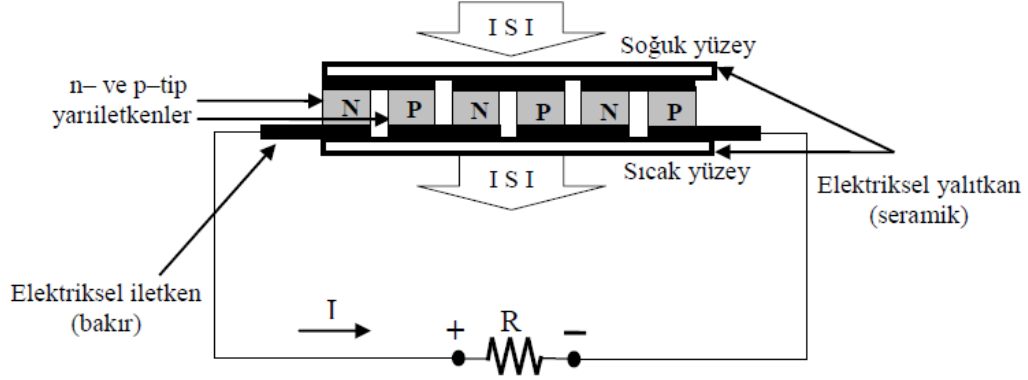 I S I
Soğuk yüzey
n– ve p–tip
yarıiletkenler
N P N P N P
I S I
Sıcak yüzey
Elektriksel yalıtkan
(seramik)
Elektriksel iletken
(bakır)
I
+ R –